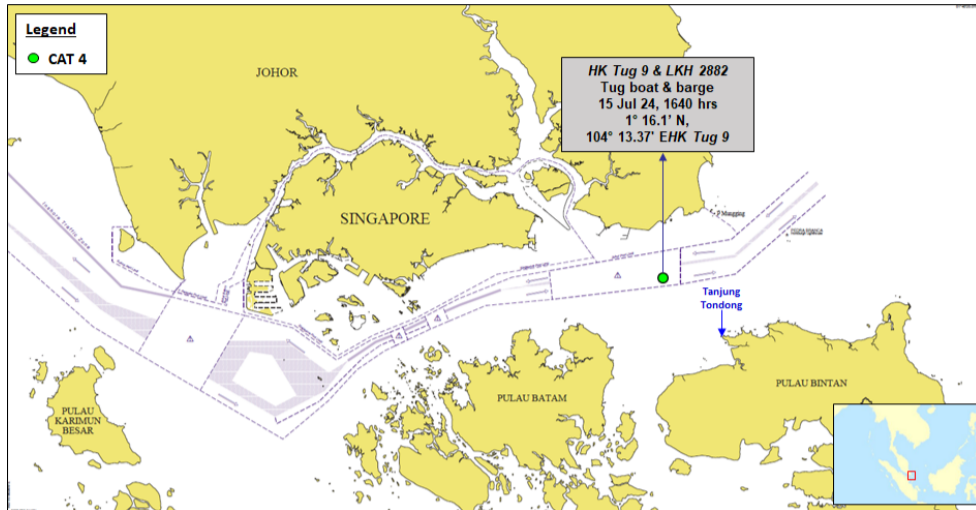 Legend
CAT 4
JOHOR
HK Tug 9 & LKH 2882
Tug boat & barge
15 Jul 24, 1640 hrs
1° 16.1' N,
104° 13.37' EHK Tug 9
SINGAPORE
P Mungging
Tanjung
Tondong
PULAU BATAM
PULAU BINTAN
PULAU
KARIMUN
BESAR